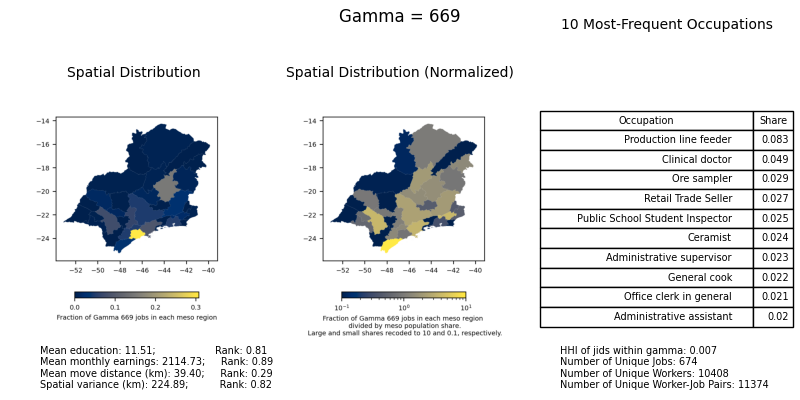 Gamma = 669
10 Most-Frequent Occupations
Spatial Distribution
Spatial Distribution (Normalized)
−14
−16
−18
−20
−22
−24
−52 −50 −48 −46 −44 −42 −40
0.0 0.1 0.2 0.3
Fraction of Gamma 669 jobs in each meso region
−14
−16
−18
−20
−22
−24
−52 −50 −48 −46 −44 −42 −40
10⁻¹ 10⁰ 10¹
Fraction of Gamma 669 jobs in each meso region
divided by meso population share.
Large and small shares recoded to 10 and 0.1, respectively.
Occupation Share
Production line feeder 0.083
Clinical doctor 0.049
Ore sampler 0.029
Retail Trade Seller 0.027
Public School Student Inspector 0.025
Ceramist 0.024
Administrative supervisor 0.023
General cook 0.022
Office clerk in general 0.021
Administrative assistant 0.02
Mean education: 11.51; Rank: 0.81
Mean monthly earnings: 2114.73; Rank: 0.89
Mean move distance (km): 39.40; Rank: 0.29
Spatial variance (km): 224.89; Rank: 0.82
HHI of jids within gamma: 0.007
Number of Unique Jobs: 674
Number of Unique Workers: 10408
Number of Unique Worker-Job Pairs: 11374